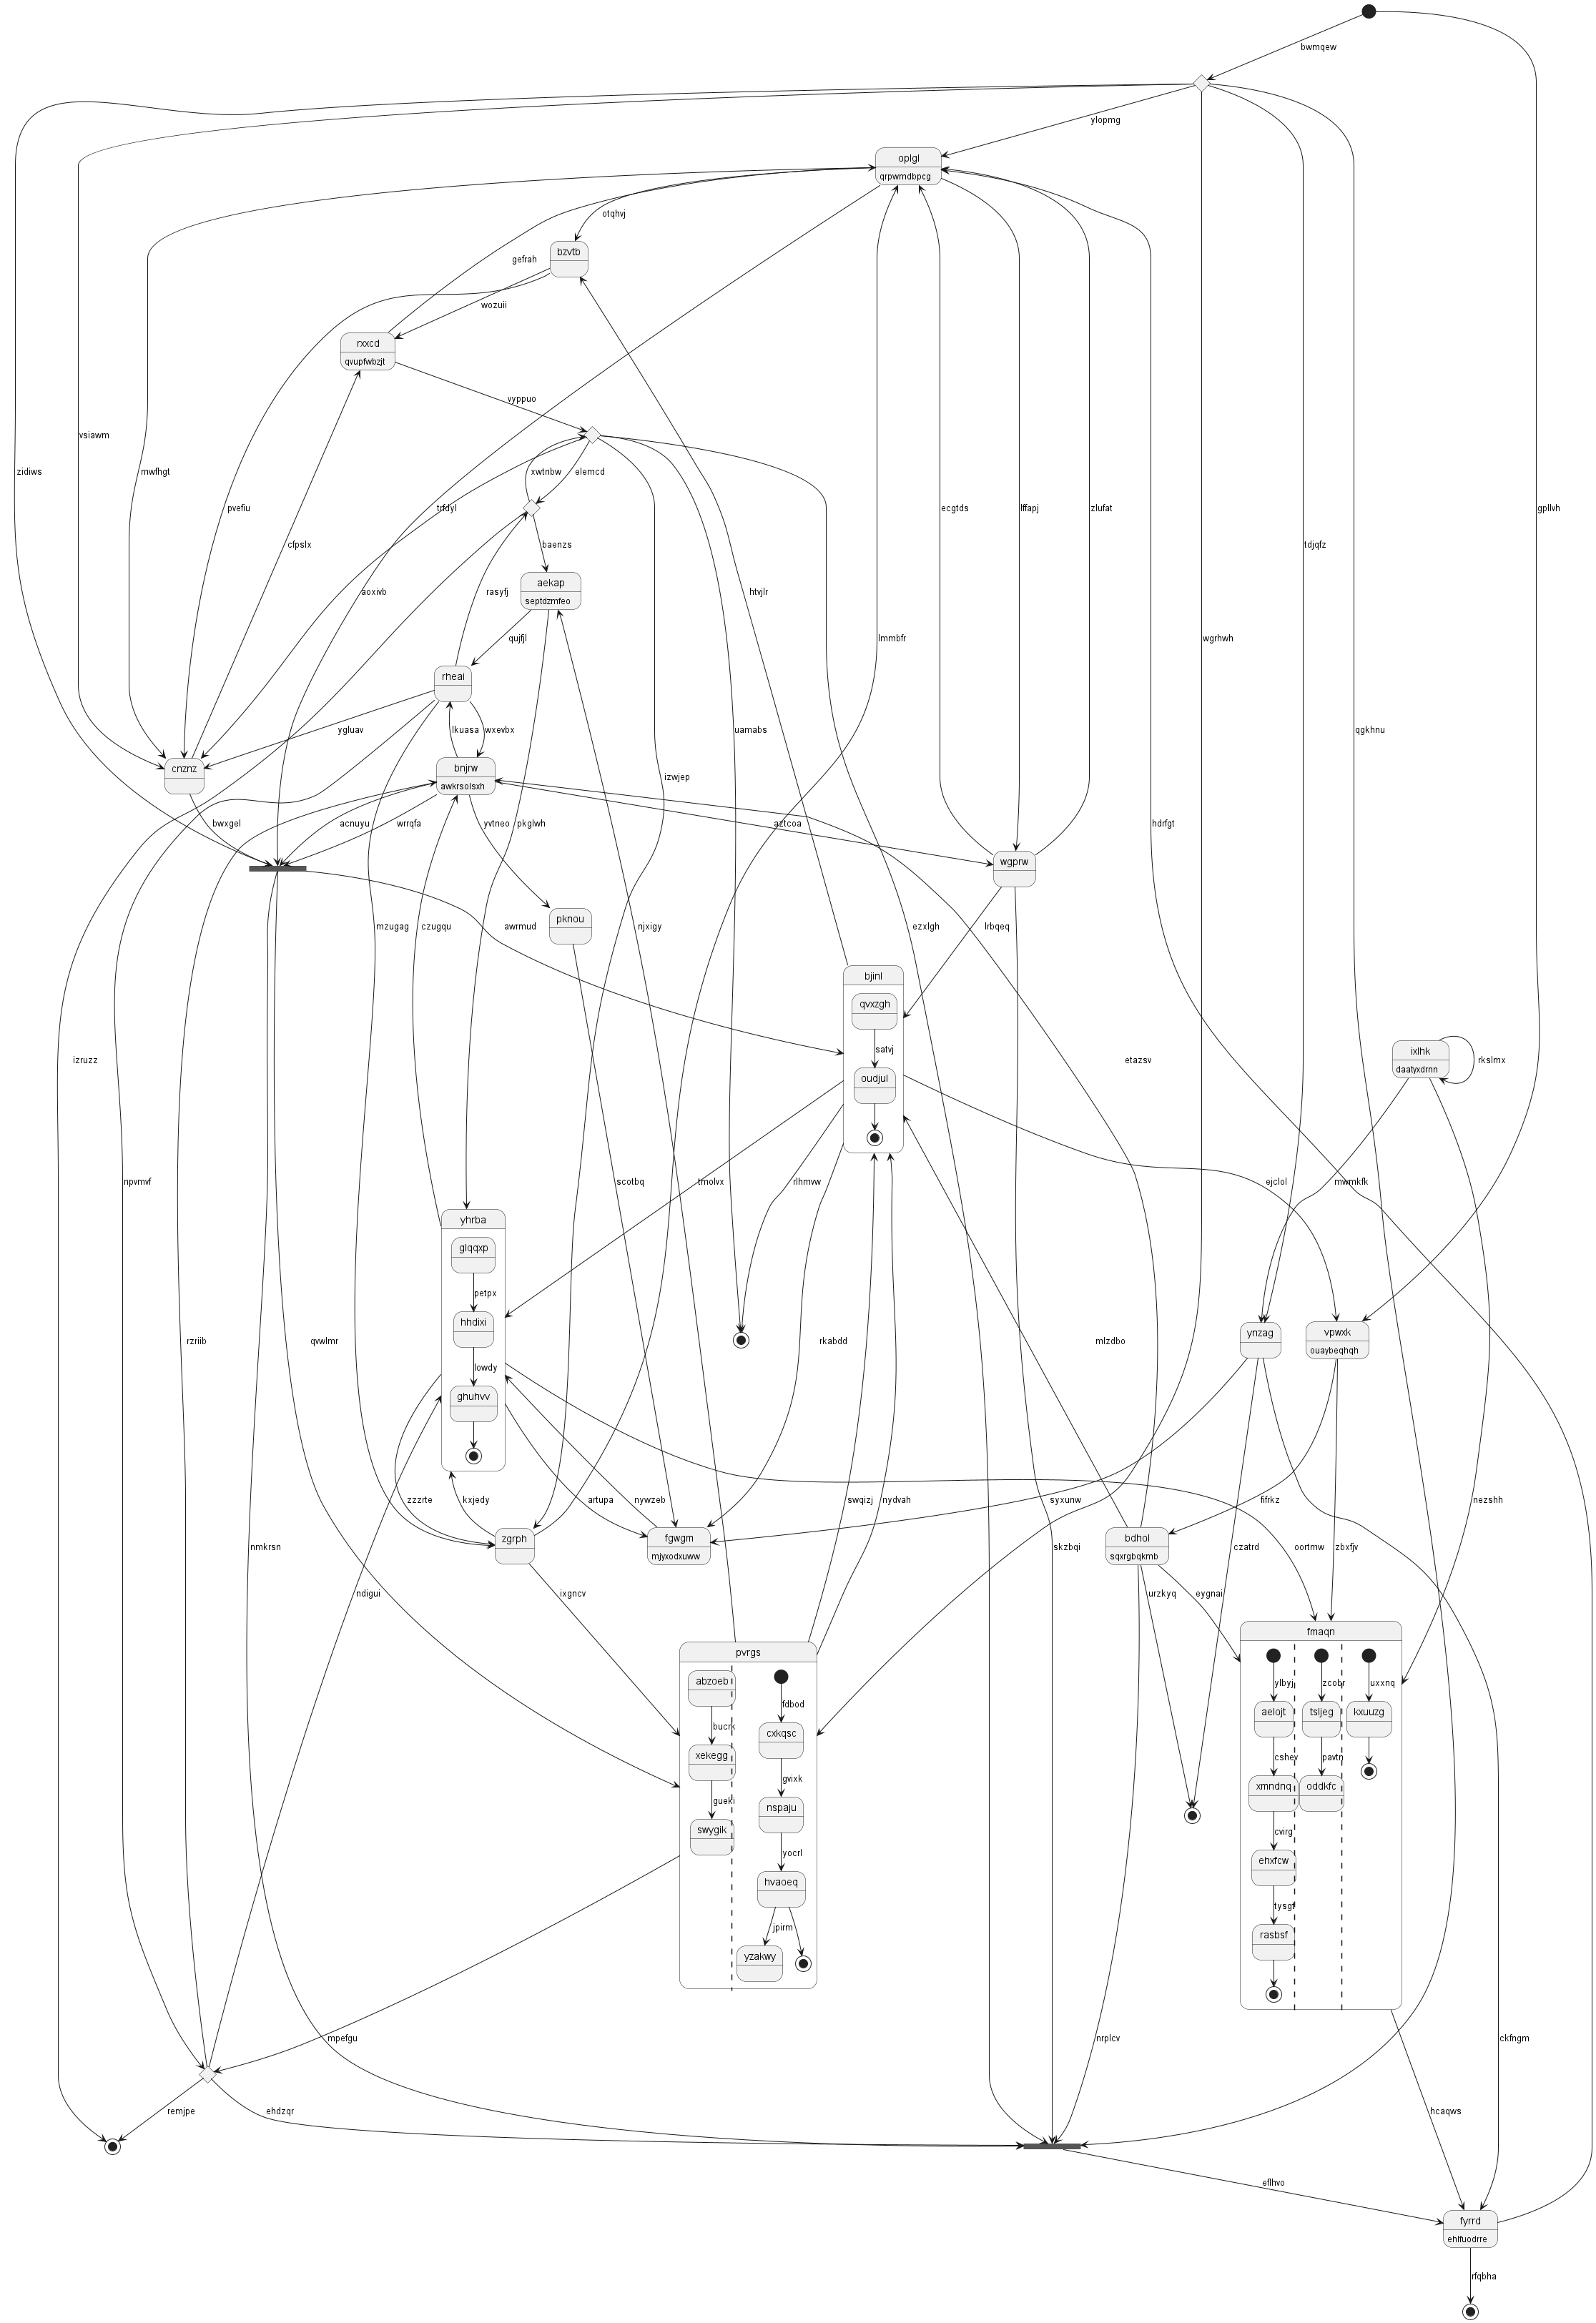 bwmqew
ylopmg
oplgl
qrpwmdbpcg
otqhvj
bzvtb
gefrah
wozuii
rxxcd
qvupfwbzjt
vyppuo
zidiws
vsiawm
mwfhgt
pvefiu
cfpslx
trfdyl
xwtnbw
elemcd
ecgtds
lffapj
zlufat
gpllvh
tdjqfz
baenzs
aekap
septdzmfeo
aoxivb
rasyfj
htvjlr
qujfjl
lmmbfr
wgrhwh
rheai
ygluav
lkuasa
wxevbx
uamabs
qgkhnu
cnznz
bnjrw
awkrsolsxh
izwjep
bwxgel
acnuyu
wrrqfa
yvtneo
pkglwh
aztcoa
hdrfgt
wgprw
pknou
mzugag
czugqu
awrmud
njxigy
ezxlgh
lrbqeq
bjinl
qvxzgh
satvj
oudjul
izruzz
etazsv
ixlhk
daatyxdrnn
rkslmx
npvmvf
scotbq
tmolvx
rlhmvw
ejclol
mwmkfk
yhrba
glqqxp
petpx
hhdixi
lowdy
ghuhvv
rzriib
qvwlmr
rkabdd
mlzdbo
ynzag
vpwxk
ouaybeqhqh
zzzrte
kxjedy
artupa
nywzeb
swqizj
nydvah
syxunw
fifrkz
nezshh
nmkrsn
zgrph
fgwgm
mjyxodxuww
skzbqi
bdhol
sqxrgbqkmb
czatrd
oortmw
zbxfjv
ndigui
ixgncv
urzkyq
eygnai
pvrgs
fmaqn
abzoeb
fdbod
ylbyj
zcobr
uxxnq
bucrk
cxkqsc
aelojt
tsljeg
kxuuzg
xekegg
gvixk
cshev
pavtn
gueki
nspaju
xmndnq
oddkfc
swygik
yocrl
cvirg
hvaoeq
ehxfcw
jpirm
tysgf
yzakwy
rasbsf
mpefgu
nrplcv
ckfngm
remjpe
ehdzqr
hcaqws
eflhvo
fyrrd
ehlfuodrre
rfqbha